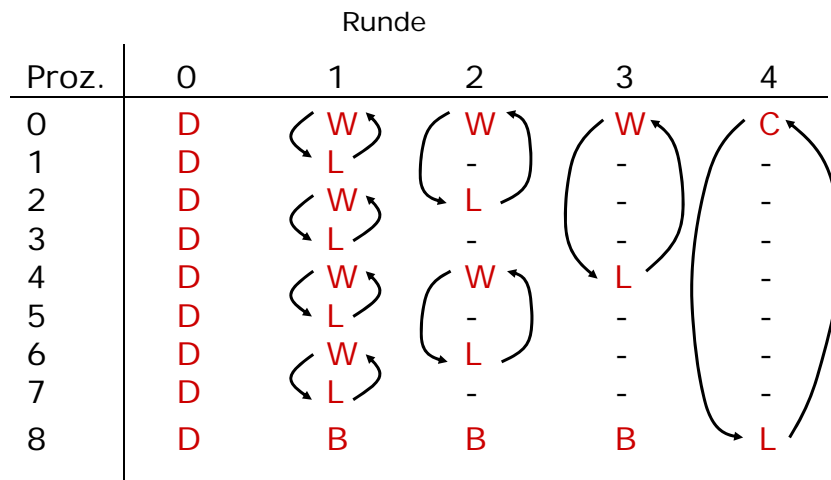 Runde
Proz. 0 1 2 3 4
0 D W W W C
1 D L - - -
2 D W L - -
3 D L - - -
4 D W W L -
5 D L - - -
6 D W L - -
7 D L - - -
8 D B B B L